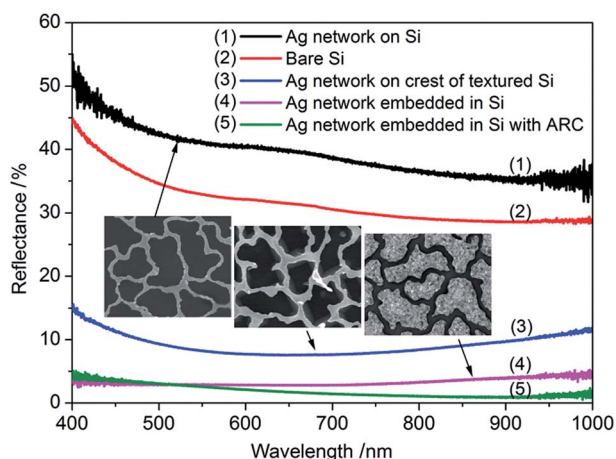 60
50
40
30
20
10
0
Reflectance /%
(1) Ag network on Si
(2) Bare Si
(3) Ag network on crest of textured Si
(4) Ag network embedded in Si
(5) Ag network embedded in Si with ARC
(1)
(2)
(3)
(4)
(5)
400 500 600 700 800 900 1000
Wavelength /nm